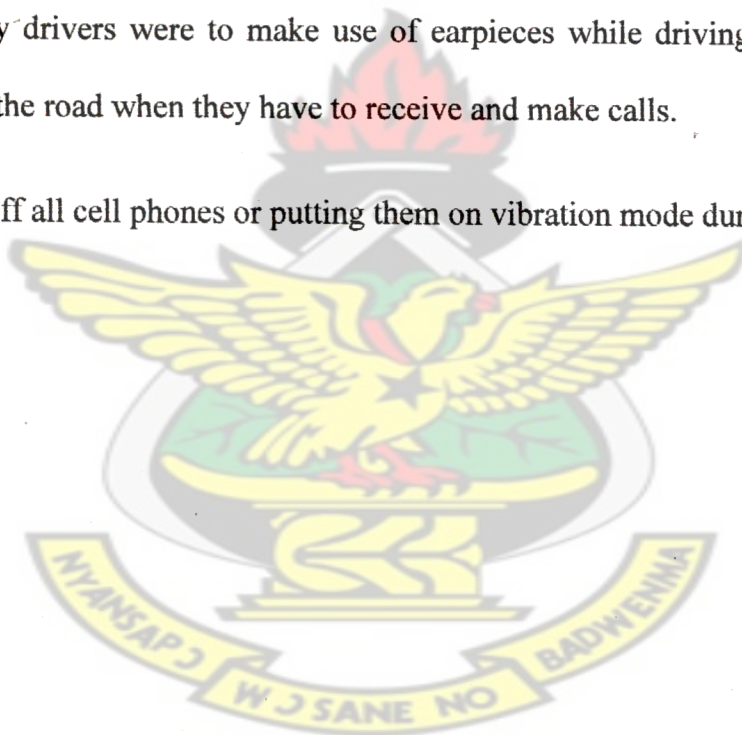 drivers were to make use of earpieces while driving
the road when they have to receive and make calls.
ff all cell phones or putting them on vibration mode
NYANSAPƆ
WƆSANE NO
BADWENMA